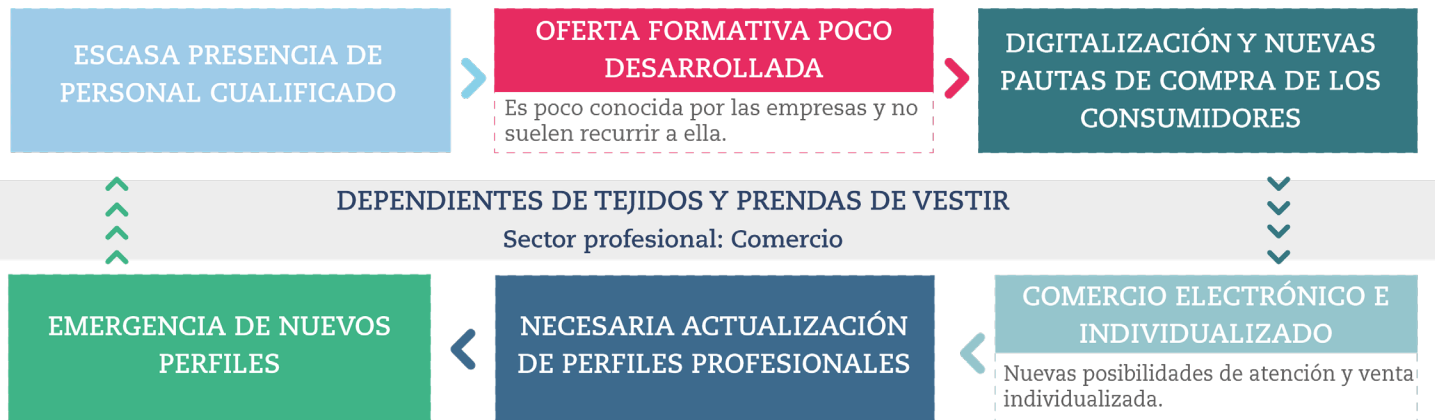 ESCASA PRESENCIA DE
PERSONAL CUALIFICADO
OFERTA FORMATIVA POCO
DESARROLLADA
Es poco conocida por las empresas y no
suelen recurrir a ella.
DIGITALIZACIÓN Y NUEVAS
PAUTAS DE COMPRA DE LOS
CONSUMIDORES
DEPENDIENTES DE TEJIDOS Y PRENDAS DE VESTIR
Sector profesional: Comercio
EMERGENCIA DE NUEVOS
PERFILES
NECESARIA ACTUALIZACIÓN
DE PERFILES PROFESIONALES
COMERCIO ELECTRÓNICO E
INDIVIDUALIZADO
Nuevas posibilidades de atención y venta
individualizada.